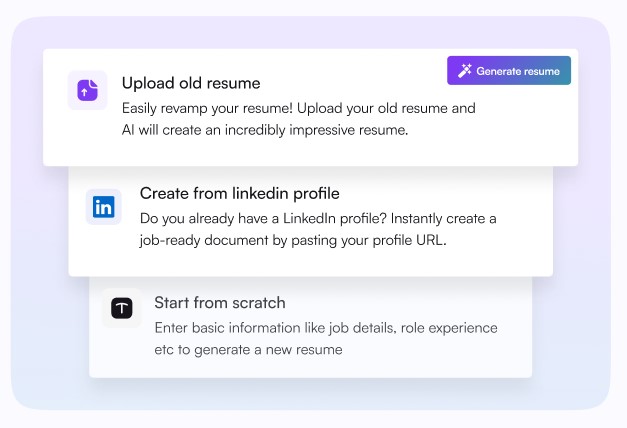 Upload old resume
Generate resume
Easily revamp your resume! Upload your old resume and
AI will create an incredibly impressive resume.
in
Create from linkedin profile
Do you already have a LinkedIn profile? Instantly create a
job-ready document by pasting your profile URL.
T
Start from scratch
Enter basic information like job details, role experience
etc to generate a new resume